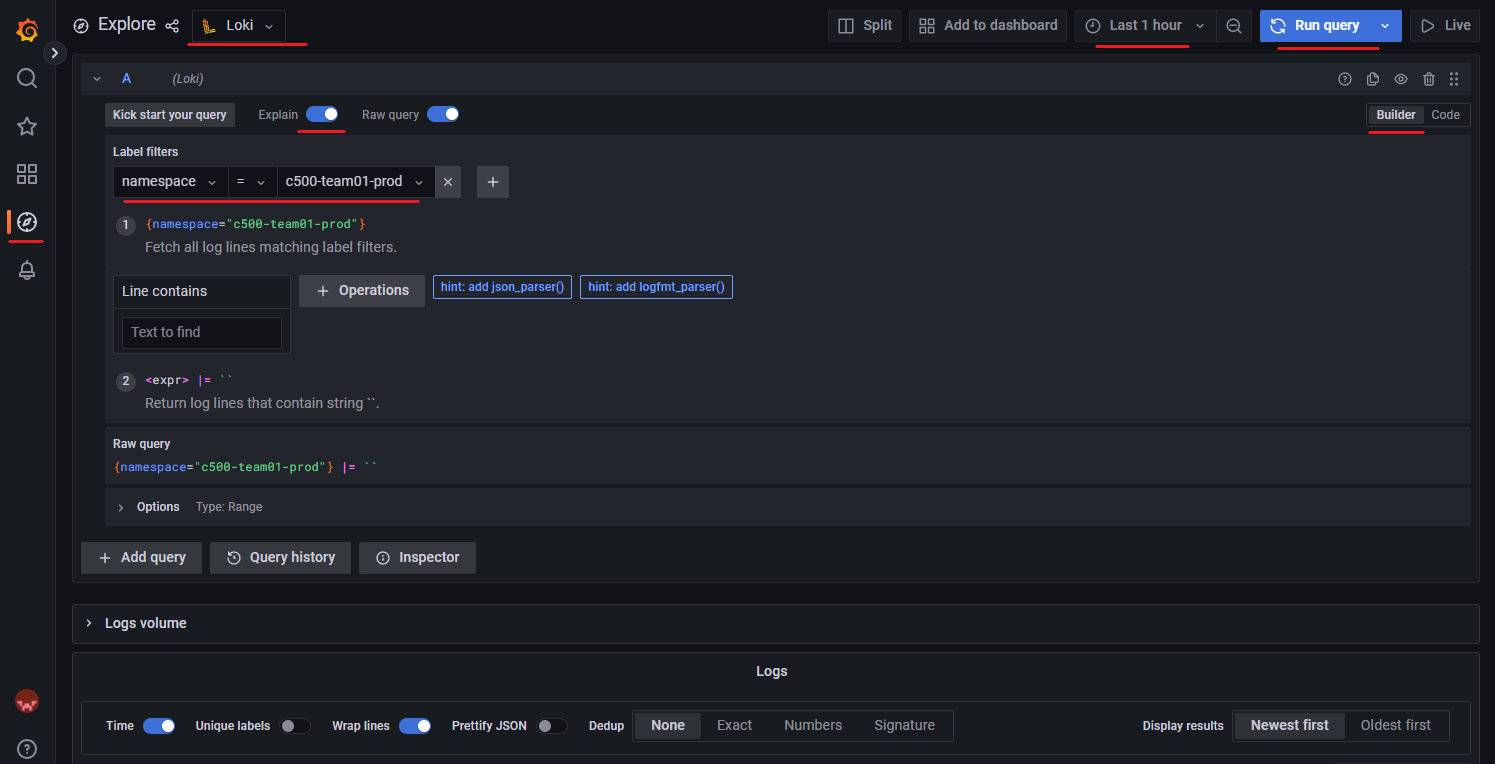 Explore Loki Split Add to dashboard Last 1 hour Run query Live
A (Loki)
Kick start your query Explain Raw query Builder Code
Label filters
namespace = c500-team01-prod
1 {namespace="c500-team01-prod"}
Fetch all log lines matching label filters.
Line contains Operations hint: add json_parser() hint: add logfmt_parser()
Text to find
2 <expr> |= ``
Return log lines that contain string ``.
Raw query
{namespace="c500-team01-prod"} |= ``
Options Type: Range
Add query Query history Inspector
Logs volume
Logs
Time Unique labels Wrap lines Prettify JSON Dedup None Exact Numbers Signature Display results Newest first Oldest first